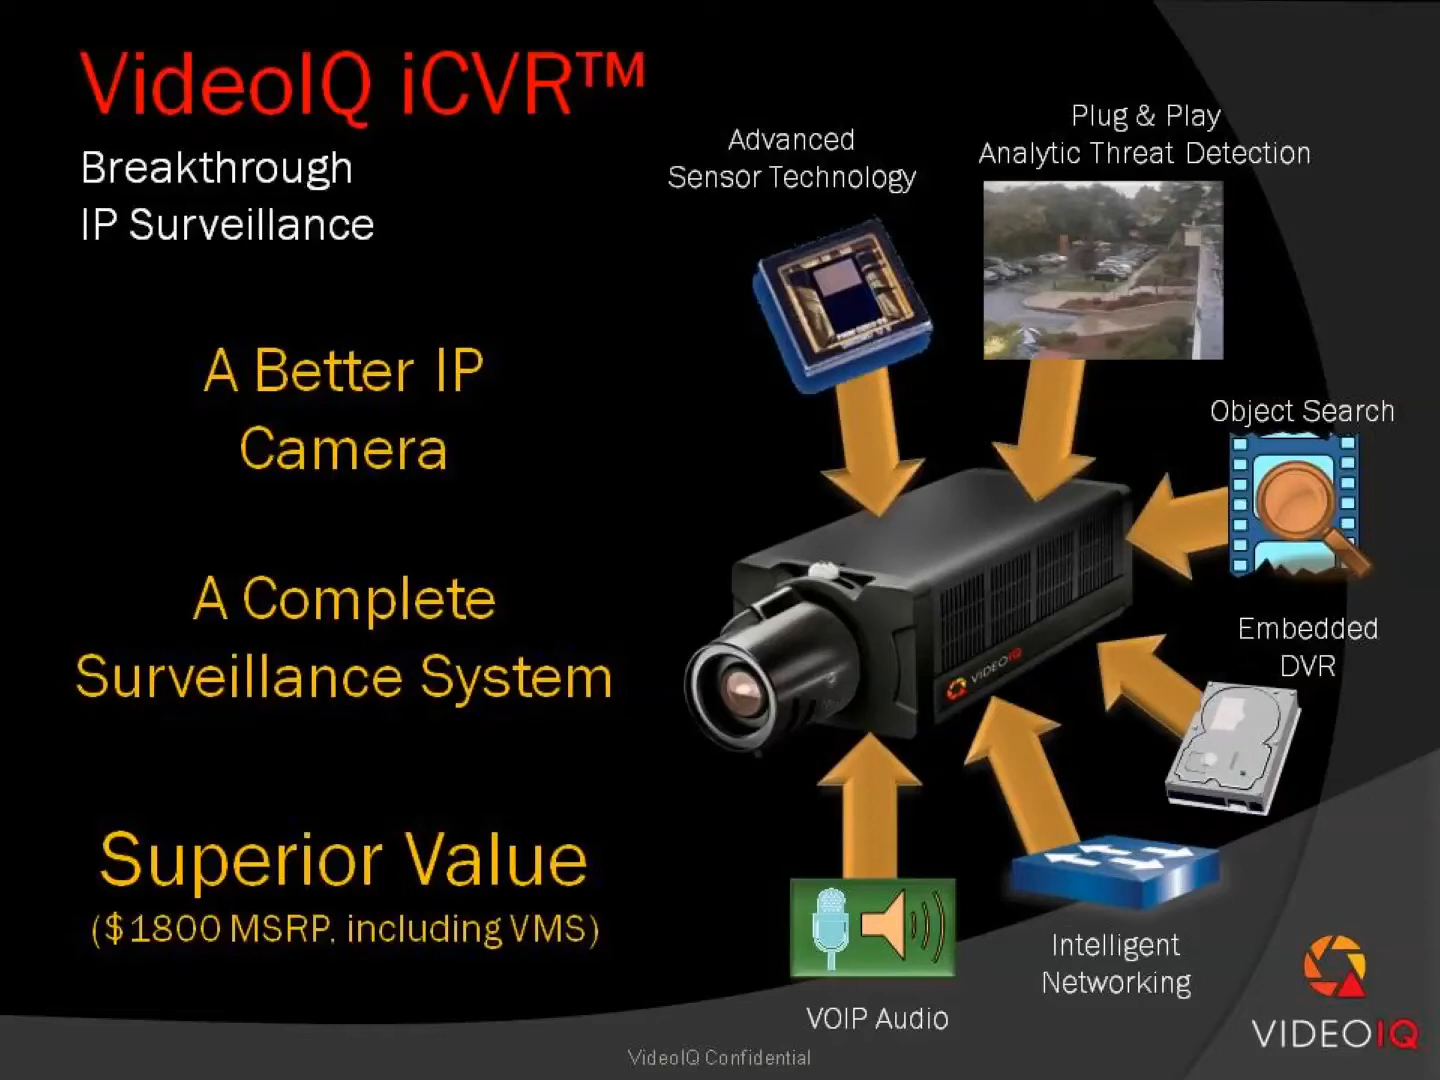 VideoIQ iCVR™
Breakthrough
IP Surveillance
A Better IP
Camera
A Complete
Surveillance System
Superior Value
($1800 MSRP, including VMS)
Advanced
Sensor Technology
Plug & Play
Analytic Threat Detection
Object Search
Embedded
DVR
Intelligent
Networking
VOIP Audio
VIDEOIQ
VIDEOIQ
VideoIQ Confidential